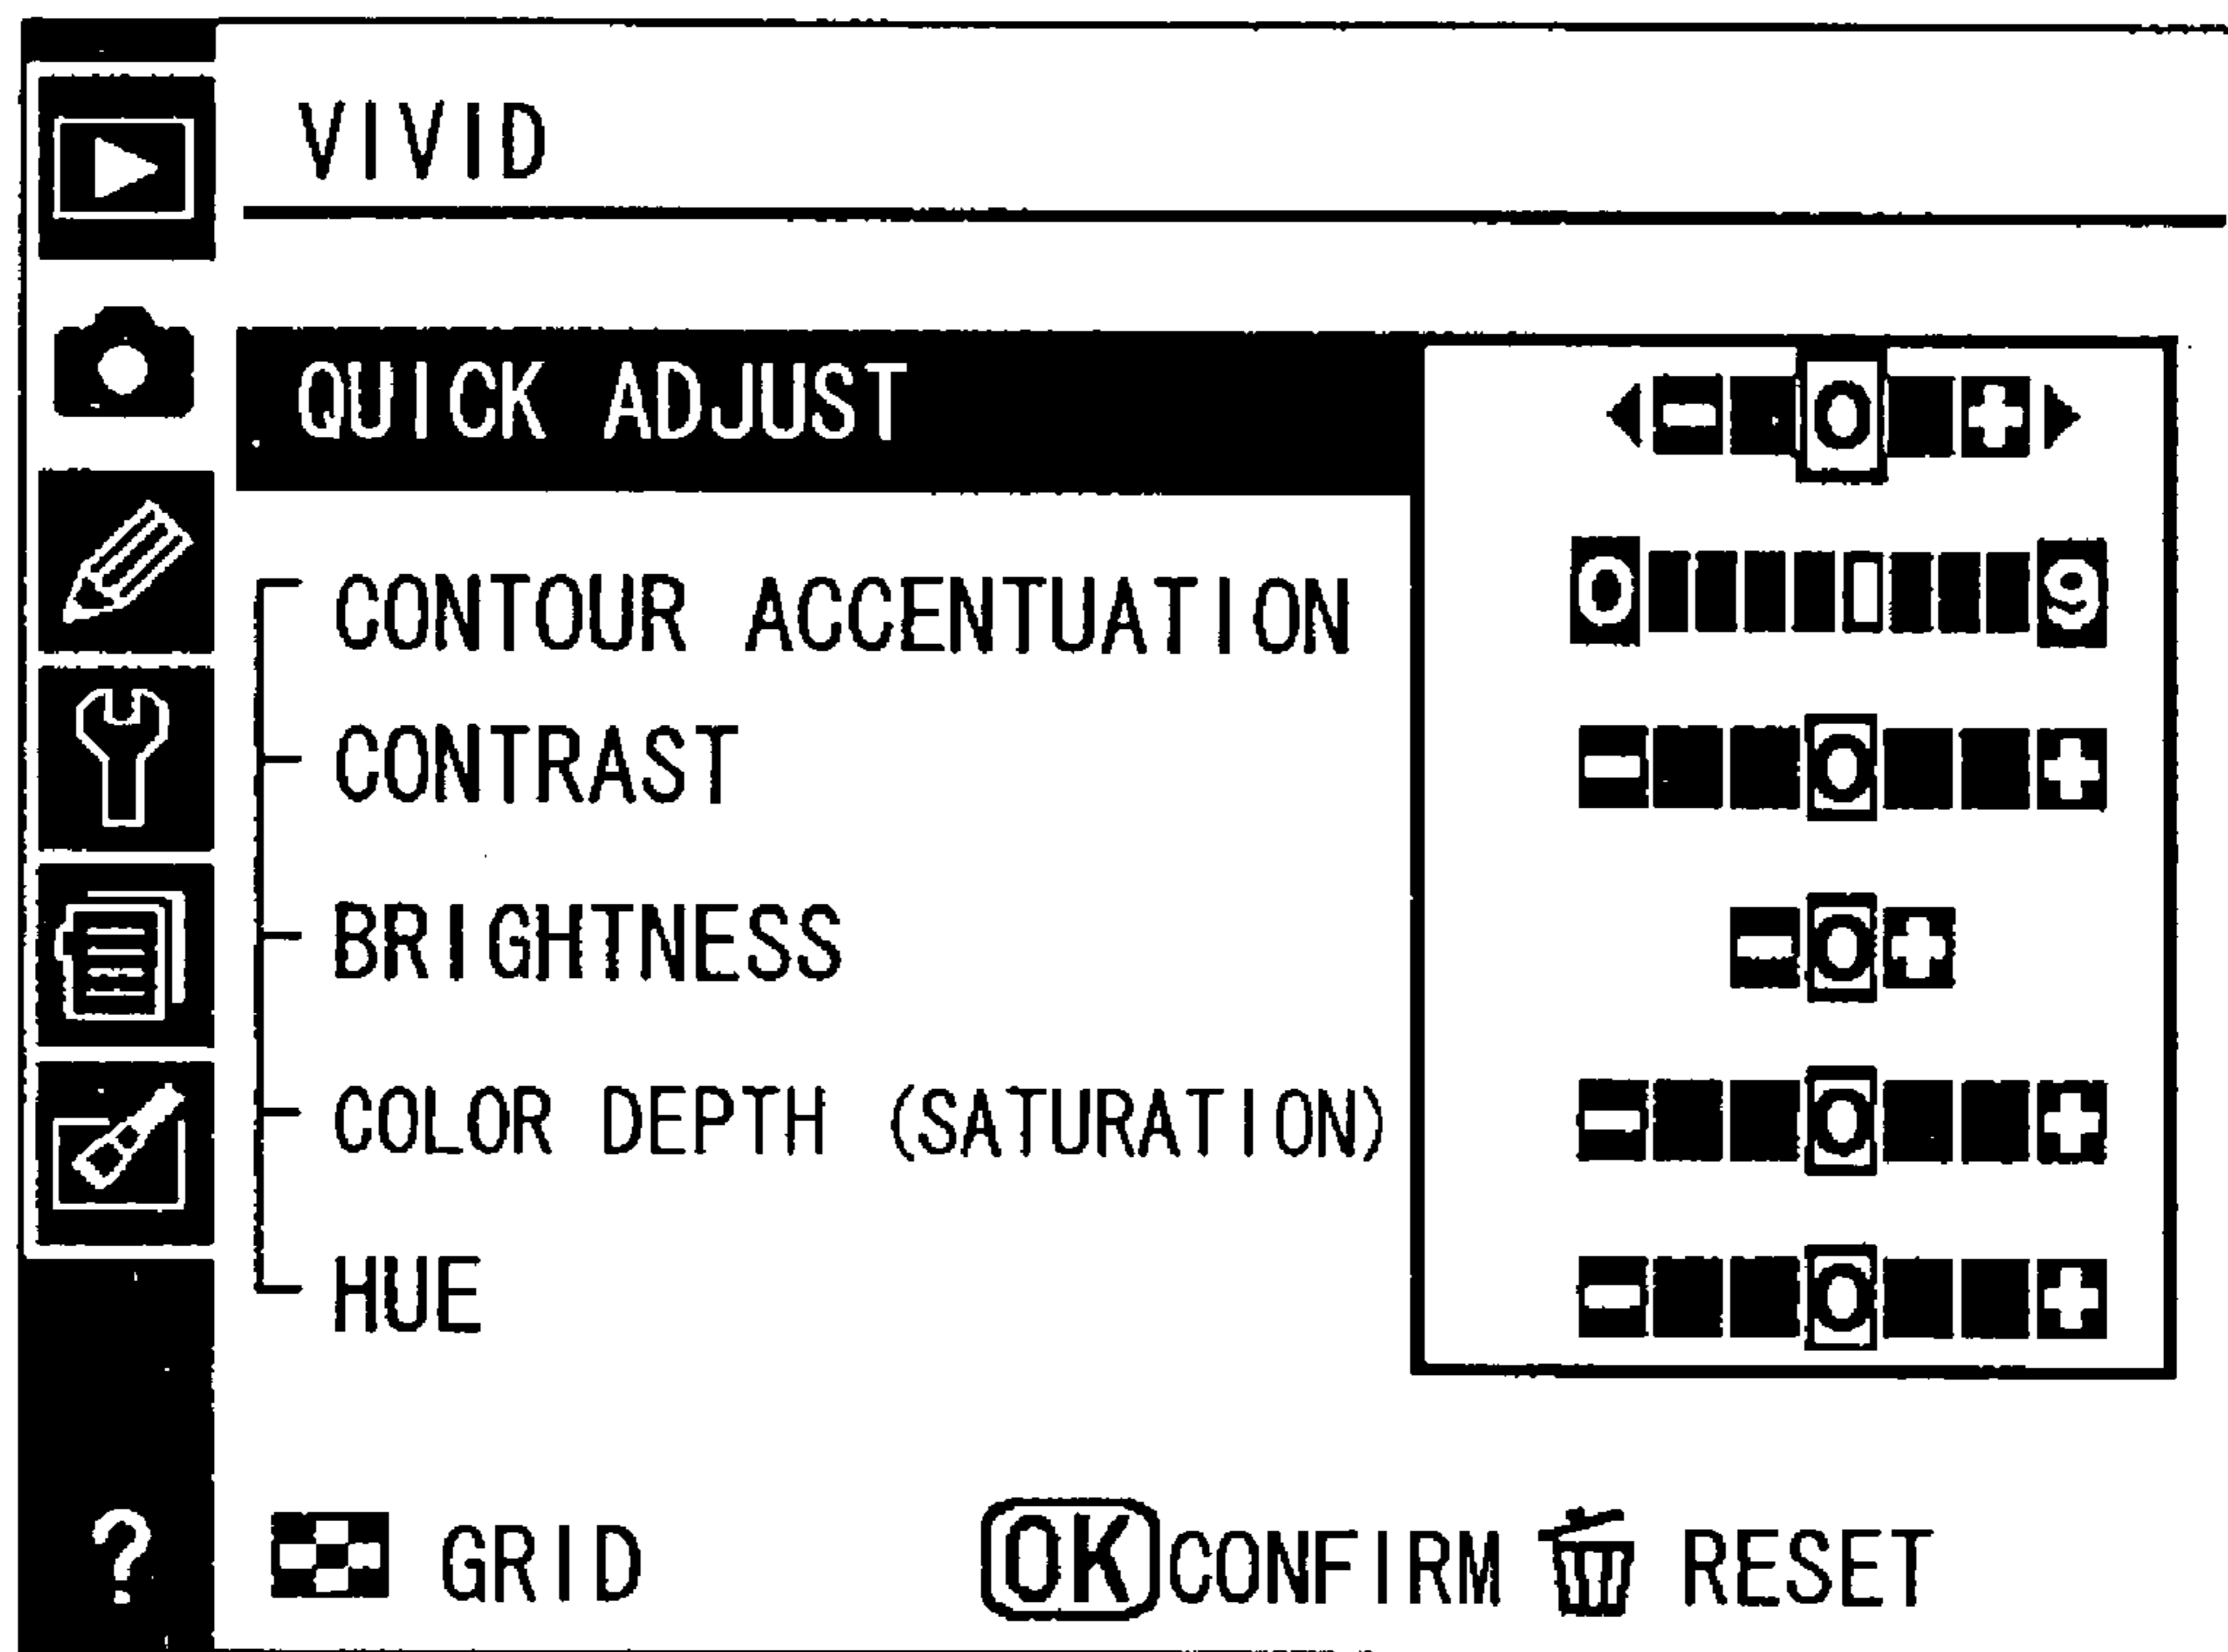 VIVID
QUICK ADJUST - 0 +
CONTOUR ACCENTUATION 0 9
CONTRAST - 0 +
BRIGHTNESS - 0 +
COLOR DEPTH (SATURATION) - 0 +
HUE - 0 +
? GRID OK CONFIRM RESET